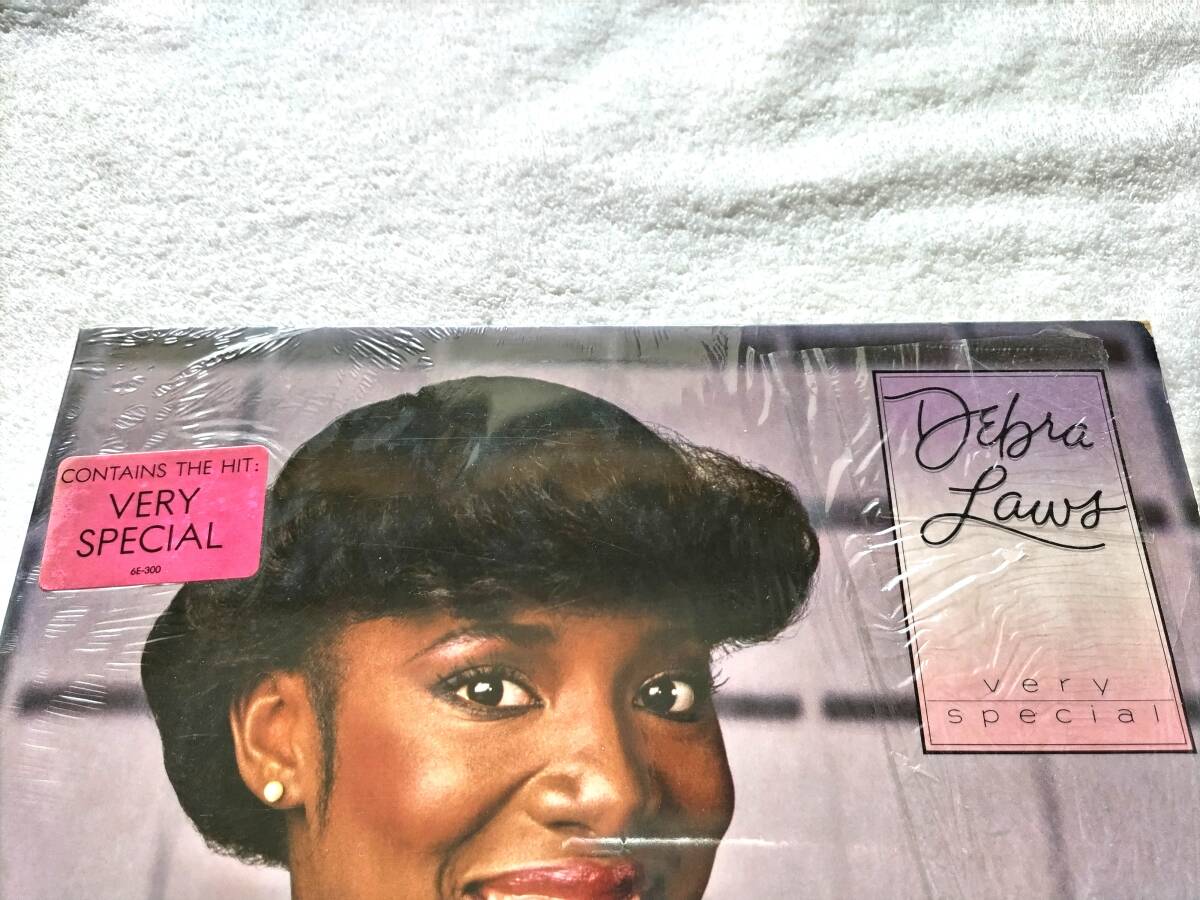 CONTAINS THE HIT:
VERY
SPECIAL
6E-300
Debra
Laws
very
special